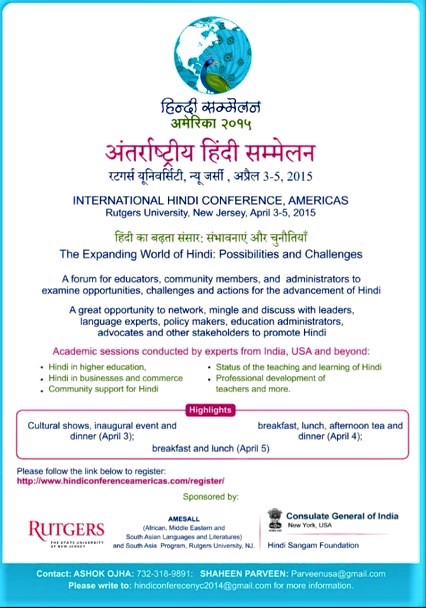 हिन्दी सम्मेलन
अमेरिका २०१५
अंतर्राष्ट्रीय हिंदी सम्मेलन
रटगर्स यूनिवर्सिटी, न्यू जर्सी , अप्रैल 3-5, 2015
INTERNATIONAL HINDI CONFERENCE, AMERICAS
Rutgers University, New Jersey, April 3-5, 2015
हिंदी का बढ़ता संसार: संभावनाएं और चुनौतियाँ
The Expanding World of Hindi: Possibilities and Challenges
A forum for educators, community members, and administrators to
examine opportunities, challenges and actions for the advancement of Hindi
A great opportunity to network, mingle and discuss with leaders,
language experts, policy makers, education administrators,
advocates and other stakeholders to promote Hindi
Academic sessions conducted by experts from India, USA and beyond:
• Hindi in higher education,
• Hindi in businesses and commerce
• Community support for Hindi
• Status of the teaching and learning of Hindi
• Professional development of
teachers and more.
Highlights
Cultural shows, inaugural event and
dinner (April 3);
breakfast, lunch, afternoon tea and
dinner (April 4);
breakfast and lunch (April 5)
Please follow the link below to register:
http://www.hindiconferenceamericas.com/register/
Sponsored by:
RUTGERS
THE STATE UNIVERSITY
OF NEW JERSEY
AMESALL
(African, Middle Eastern and
South Asian Languages and Literatures)
and South Asia Program, Rutgers University, NJ.
Consulate General of India
New York, USA
Hindi Sangam Foundation
Contact: ASHOK OJHA: 732-318-9891: SHAHEEN PARVEEN: Parveenusa@gmail.com
Please write to: hindiconferecenyc2014@gmail.com for more information.